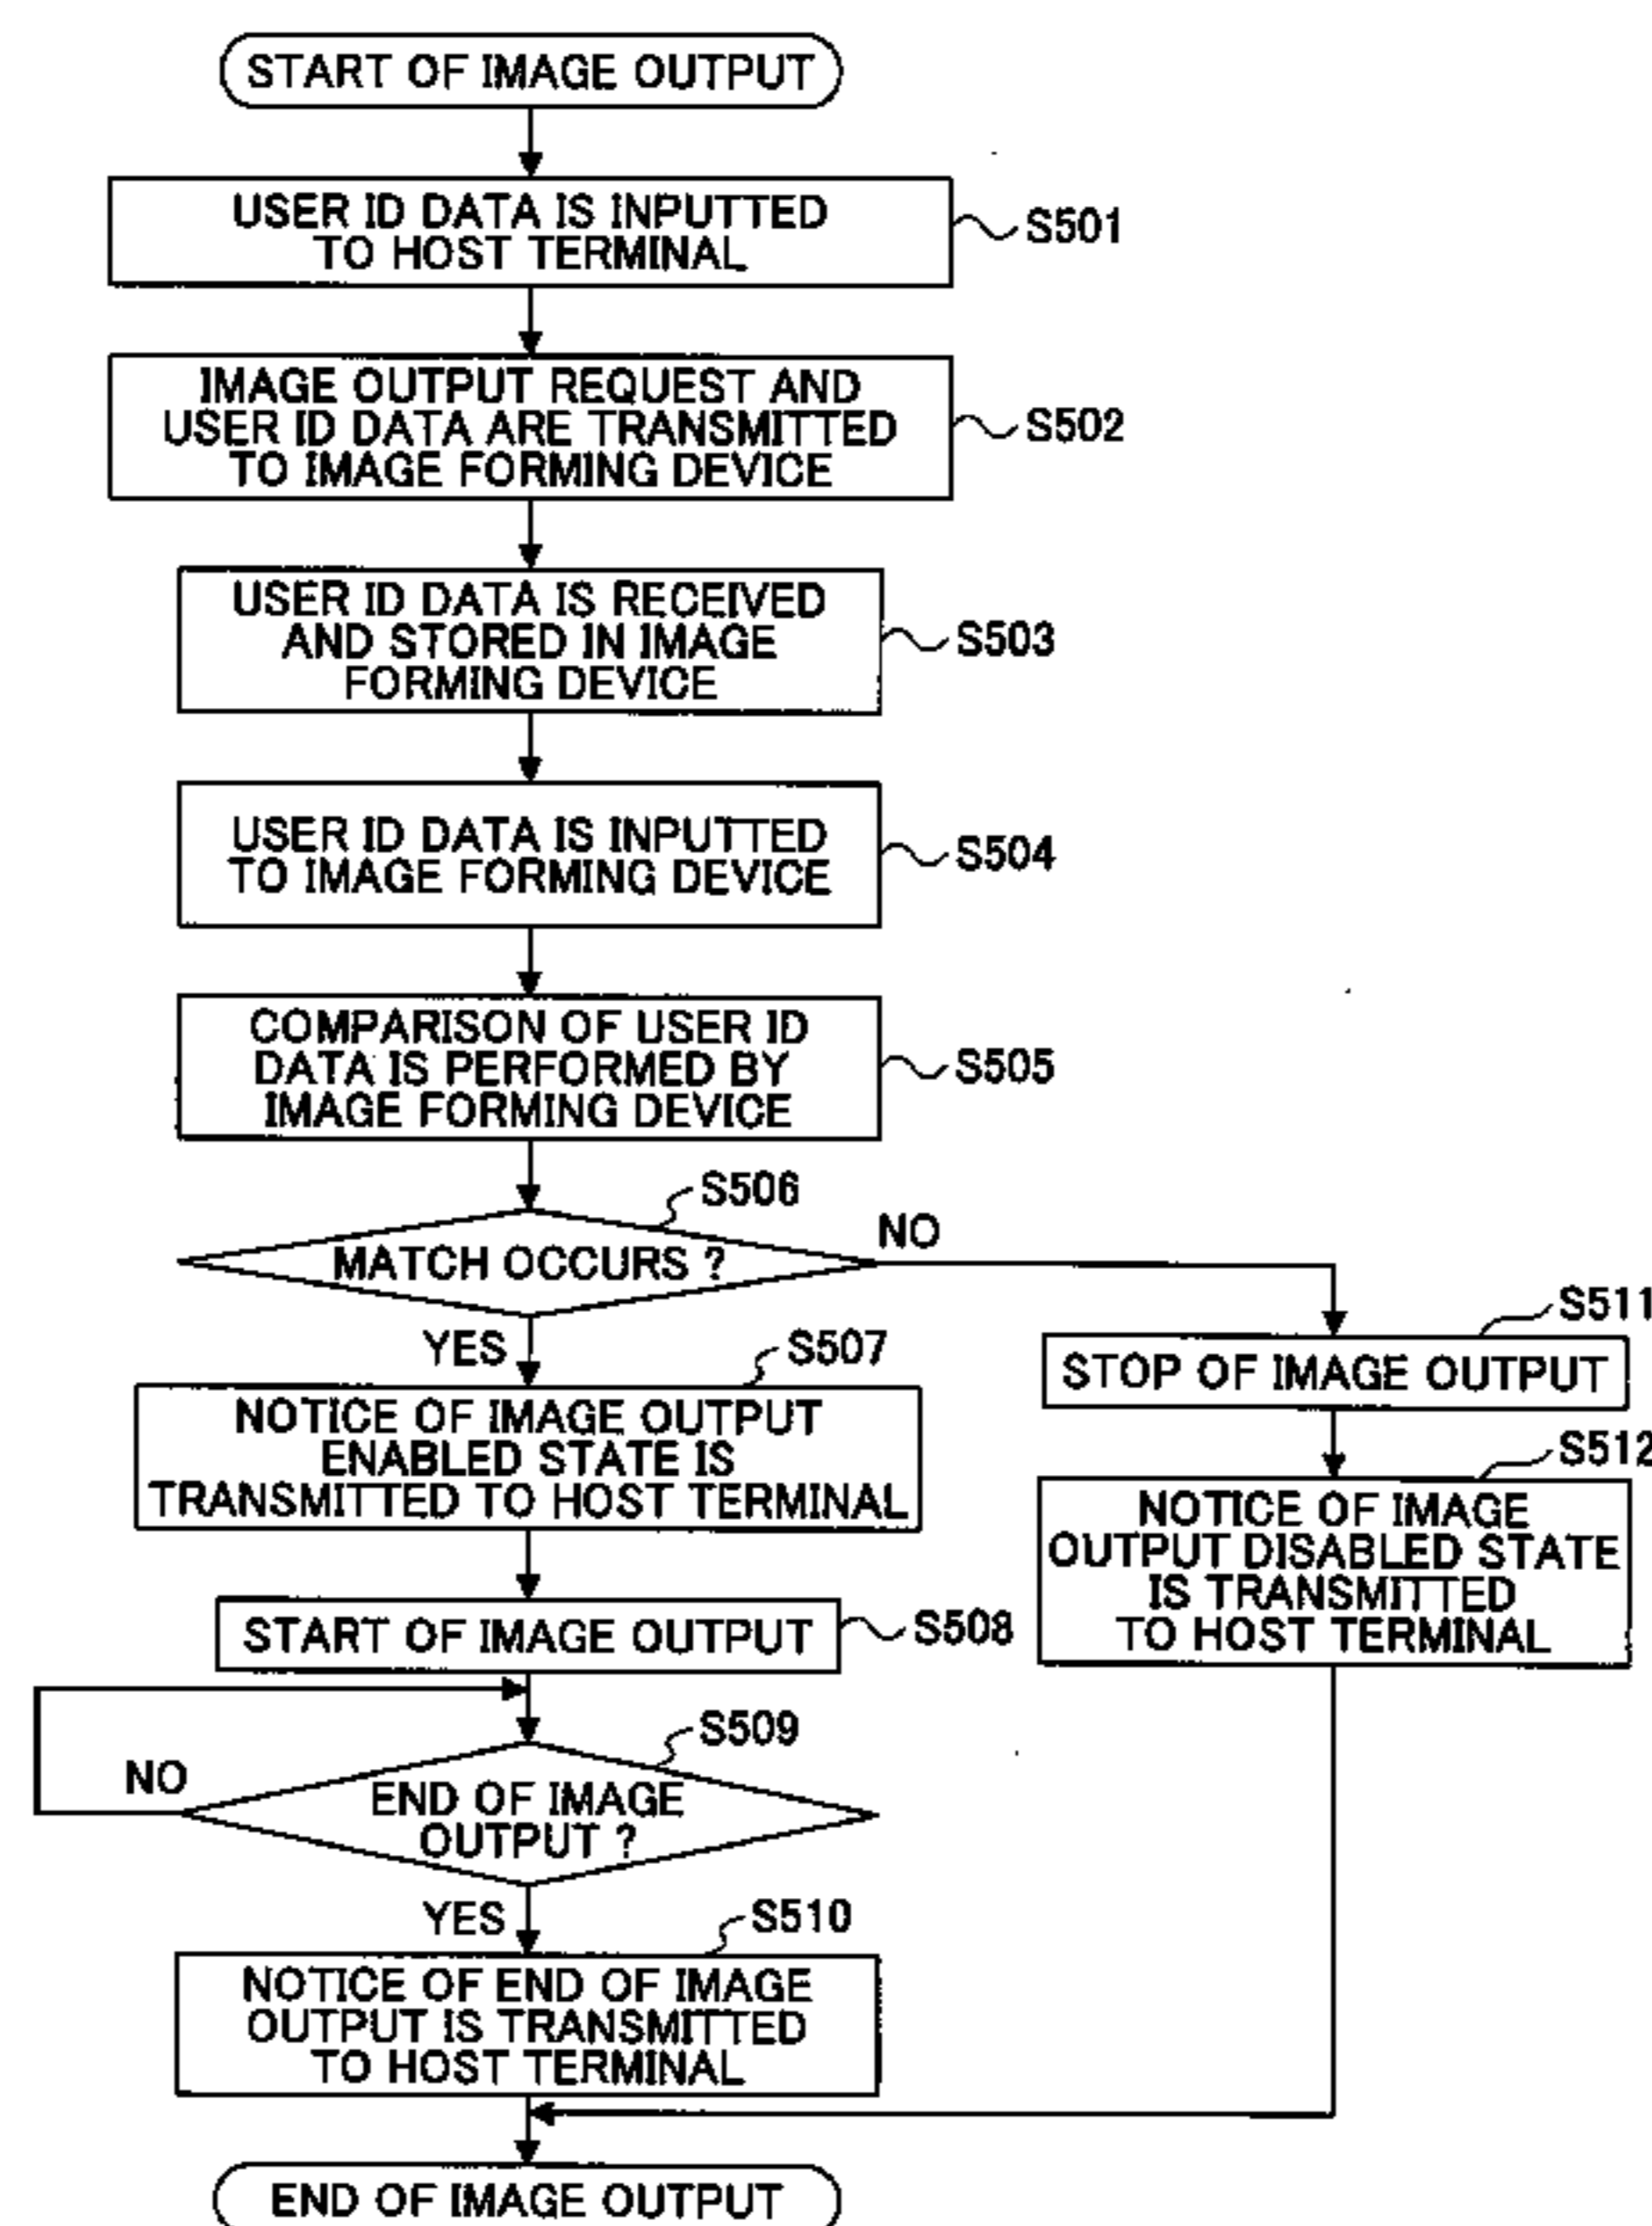 START OF IMAGE OUTPUT
USER ID DATA IS INPUTTED
TO HOST TERMINAL
S501
IMAGE OUTPUT REQUEST AND
USER ID DATA ARE TRANSMITTED
TO IMAGE FORMING DEVICE
S502
USER ID DATA IS RECEIVED
AND STORED IN IMAGE
FORMING DEVICE
S503
USER ID DATA IS INPUTTED
TO IMAGE FORMING DEVICE
S504
COMPARISON OF USER ID
DATA IS PERFORMED BY
IMAGE FORMING DEVICE
S505
S506
MATCH OCCURS ?
NO
YES
S507
NOTICE OF IMAGE OUTPUT
ENABLED STATE IS
TRANSMITTED TO HOST TERMINAL
START OF IMAGE OUTPUT
S508
S509
END OF IMAGE
OUTPUT ?
NO
YES
S510
NOTICE OF END OF IMAGE
OUTPUT IS TRANSMITTED
TO HOST TERMINAL
S511
STOP OF IMAGE OUTPUT
S512
NOTICE OF IMAGE
OUTPUT DISABLED STATE
IS TRANSMITTED
TO HOST TERMINAL
END OF IMAGE OUTPUT